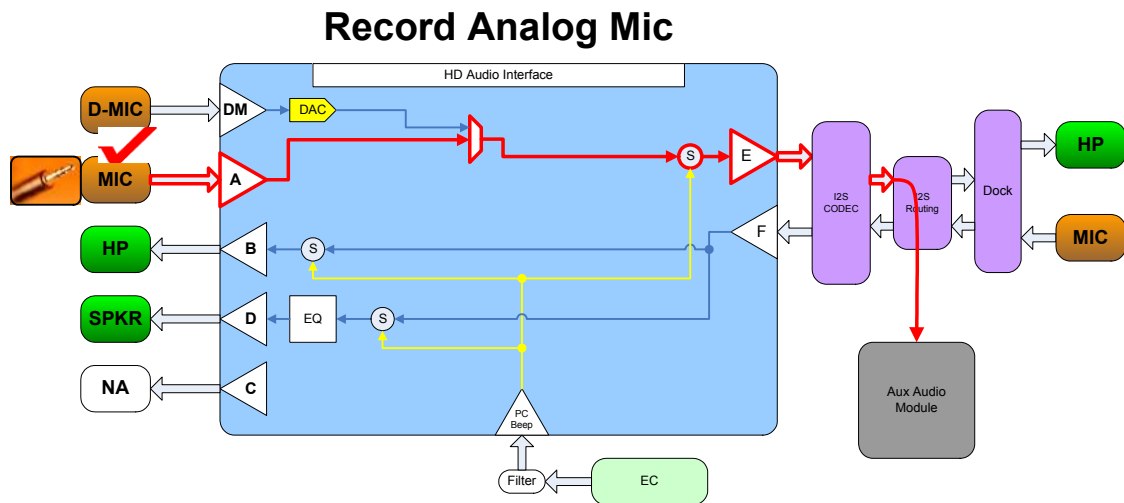 Record Analog Mic
HD Audio Interface
D-MIC
DM
DAC
MIC
A
S
E
I2S
CODEC
I2S
Routing
Dock
HP
MIC
F
HP
B
S
SPKR
D
EQ
S
NA
C
PC
Beep
Filter
EC
Aux Audio
Module